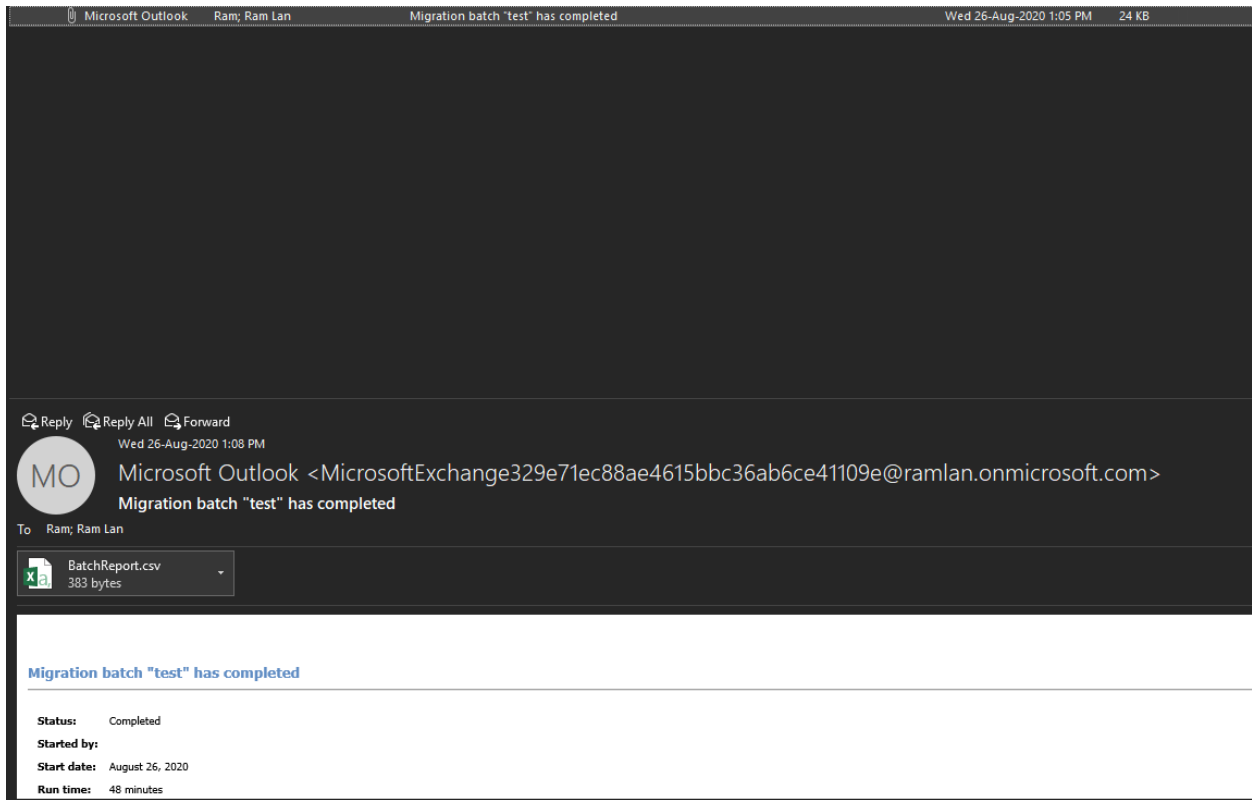 Microsoft Outlook Ram; Ram Lan Migration batch "test" has completed Wed 26-Aug-2020 1:05 PM 24 KB
Reply Reply All Forward
Wed 26-Aug-2020 1:08 PM
MO
Microsoft Outlook <MicrosoftExchange329e71ec88ae4615bbc36ab6ce41109e@ramlan.onmicrosoft.com>
Migration batch "test" has completed
To Ram; Ram Lan
BatchReport.csv
383 bytes
Migration batch "test" has completed
Status: Completed
Started by:
Start date: August 26, 2020
Run time: 48 minutes